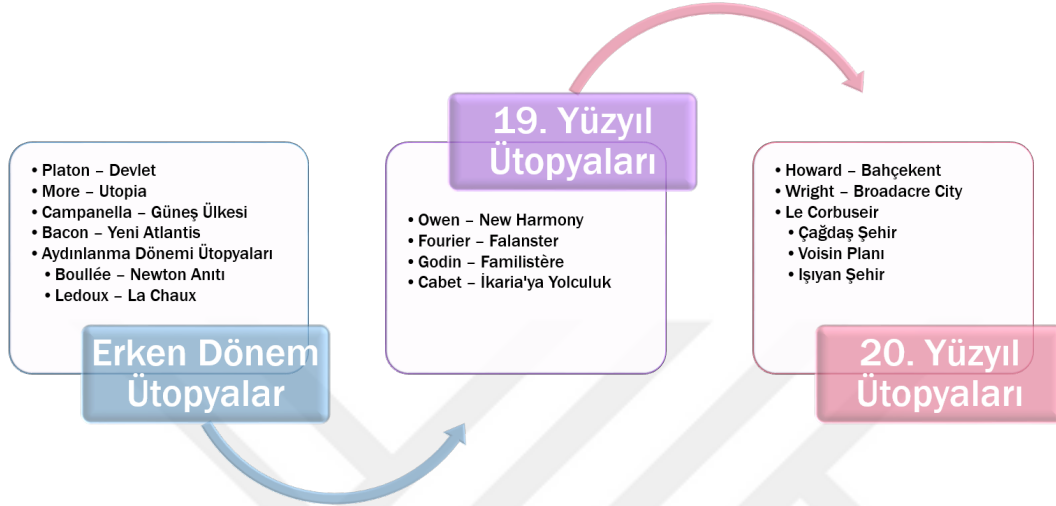 • Platon – Devlet
• More – Utopia
• Campanella – Güneş Ülkesi
• Bacon – Yeni Atlantis
• Aydınlanma Dönemi Ütopyaları
• Boullée – Newton Anıtı
• Ledoux – La Chaux
Erken Dönem
Ütopyalar
19. Yüzyıl
Ütopyaları
• Owen – New Harmony
• Fourier – Falanster
• Godin – Familistère
• Cabet – İkaria'ya Yolculuk
• Howard – Bahçekent
• Wright – Broadacre City
• Le Corbuseir
• Çağdaş Şehir
• Voisin Planı
• Işıyan Şehir
20. Yüzyıl
Ütopyaları